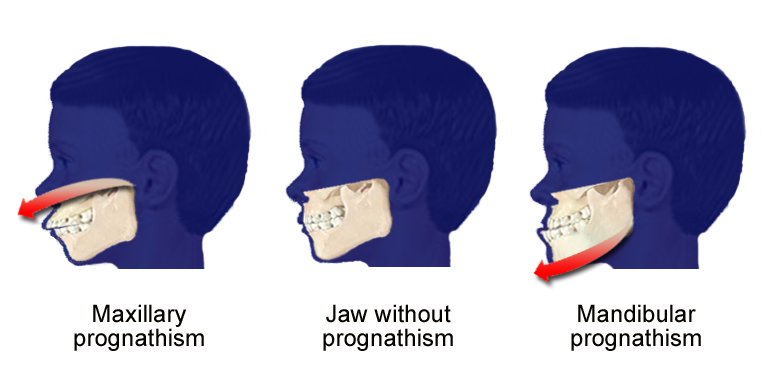 Maxillary
prognathism
Jaw without
prognathism
Mandibular
prognathism